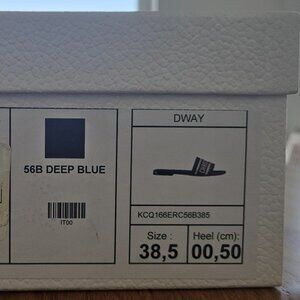 56B DEEP BLUE
IT00
DWAY
KCQ166ERC56B385
Size :
38,5
Heel (cm):
00,50